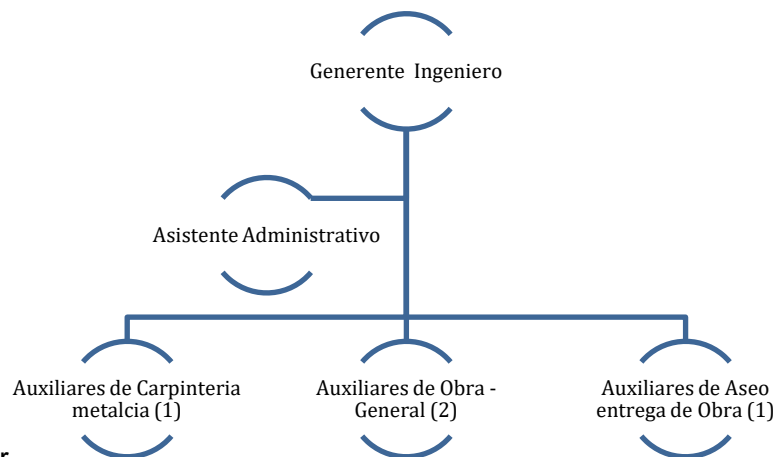 Generente Ingeniero
Asistente Administrativo
Auxiliares de Carpinteria
metalcia (1)
Auxiliares de Obra -
General (2)
Auxiliares de Aseo
entrega de Obra (1)
r